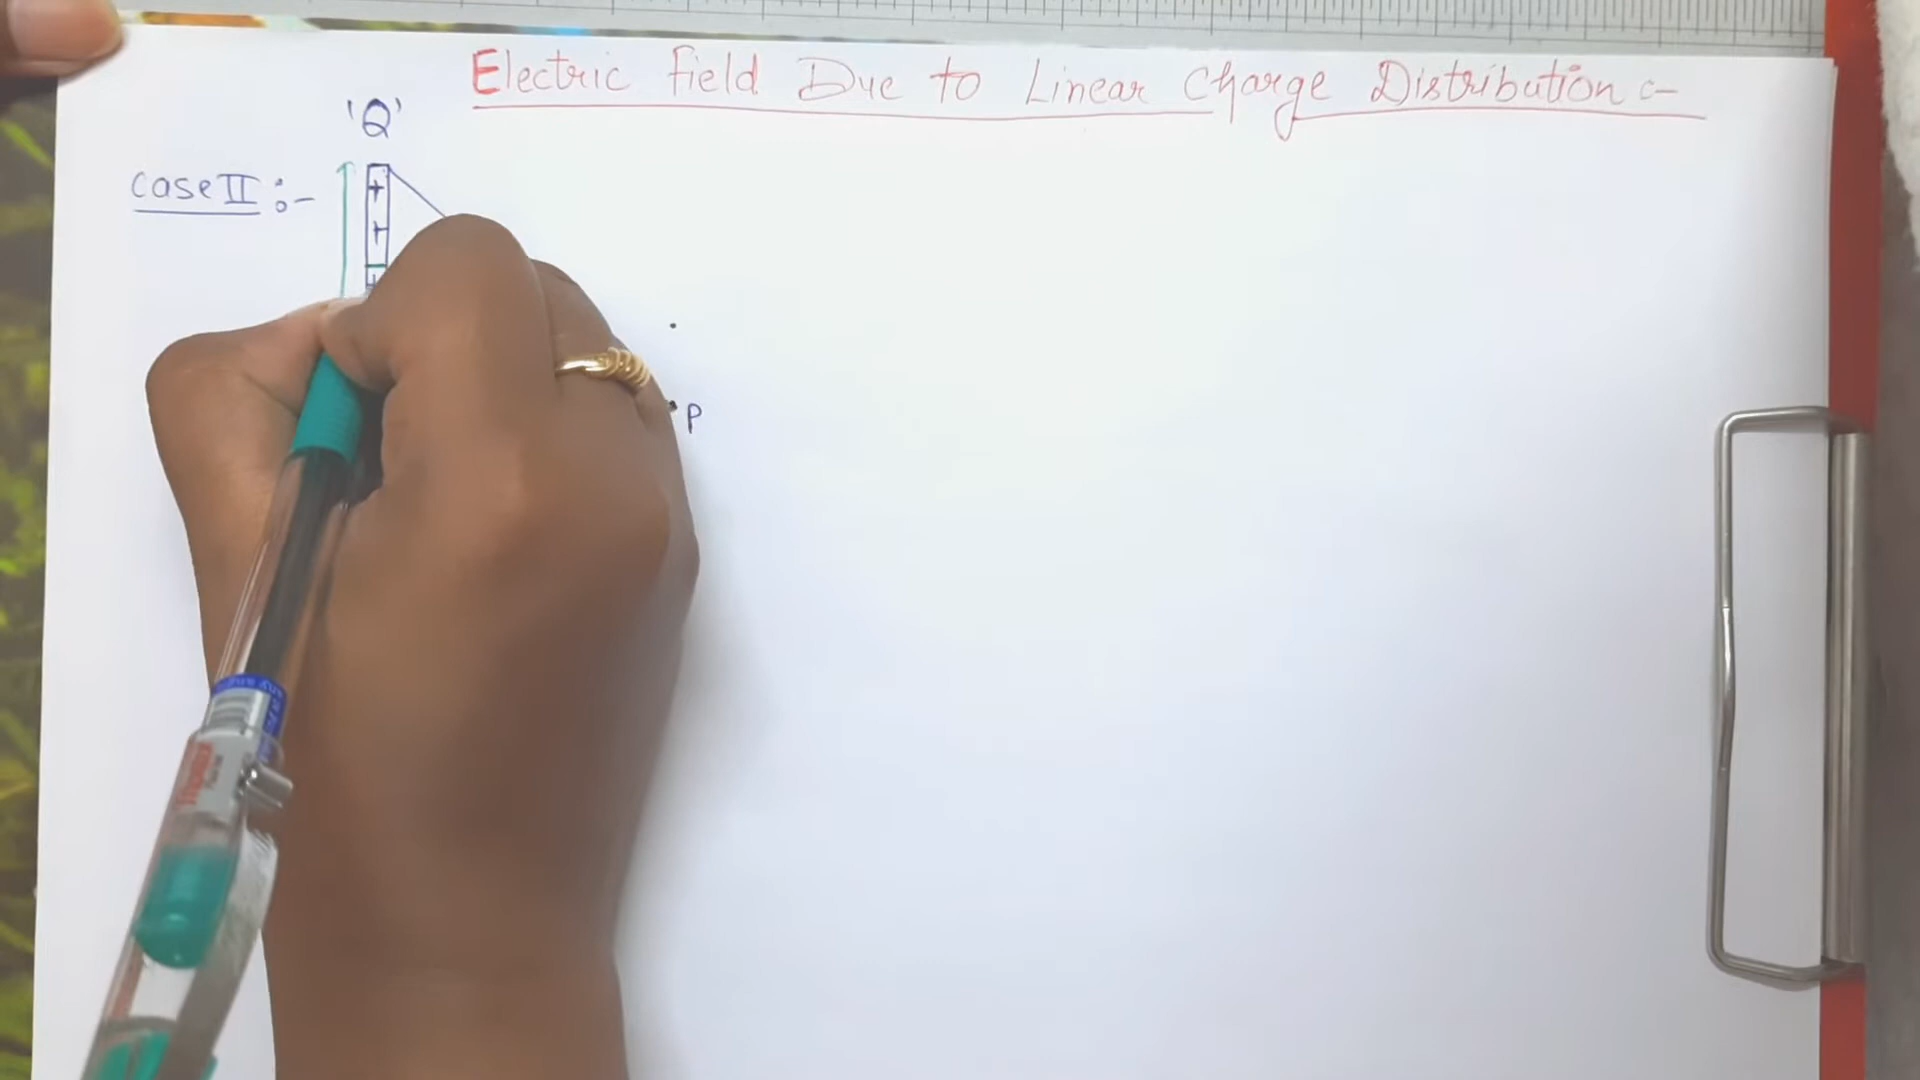 Electric field Due to Linear Charge Distribution :-
'Q'
Case II :-
+
+
+
P